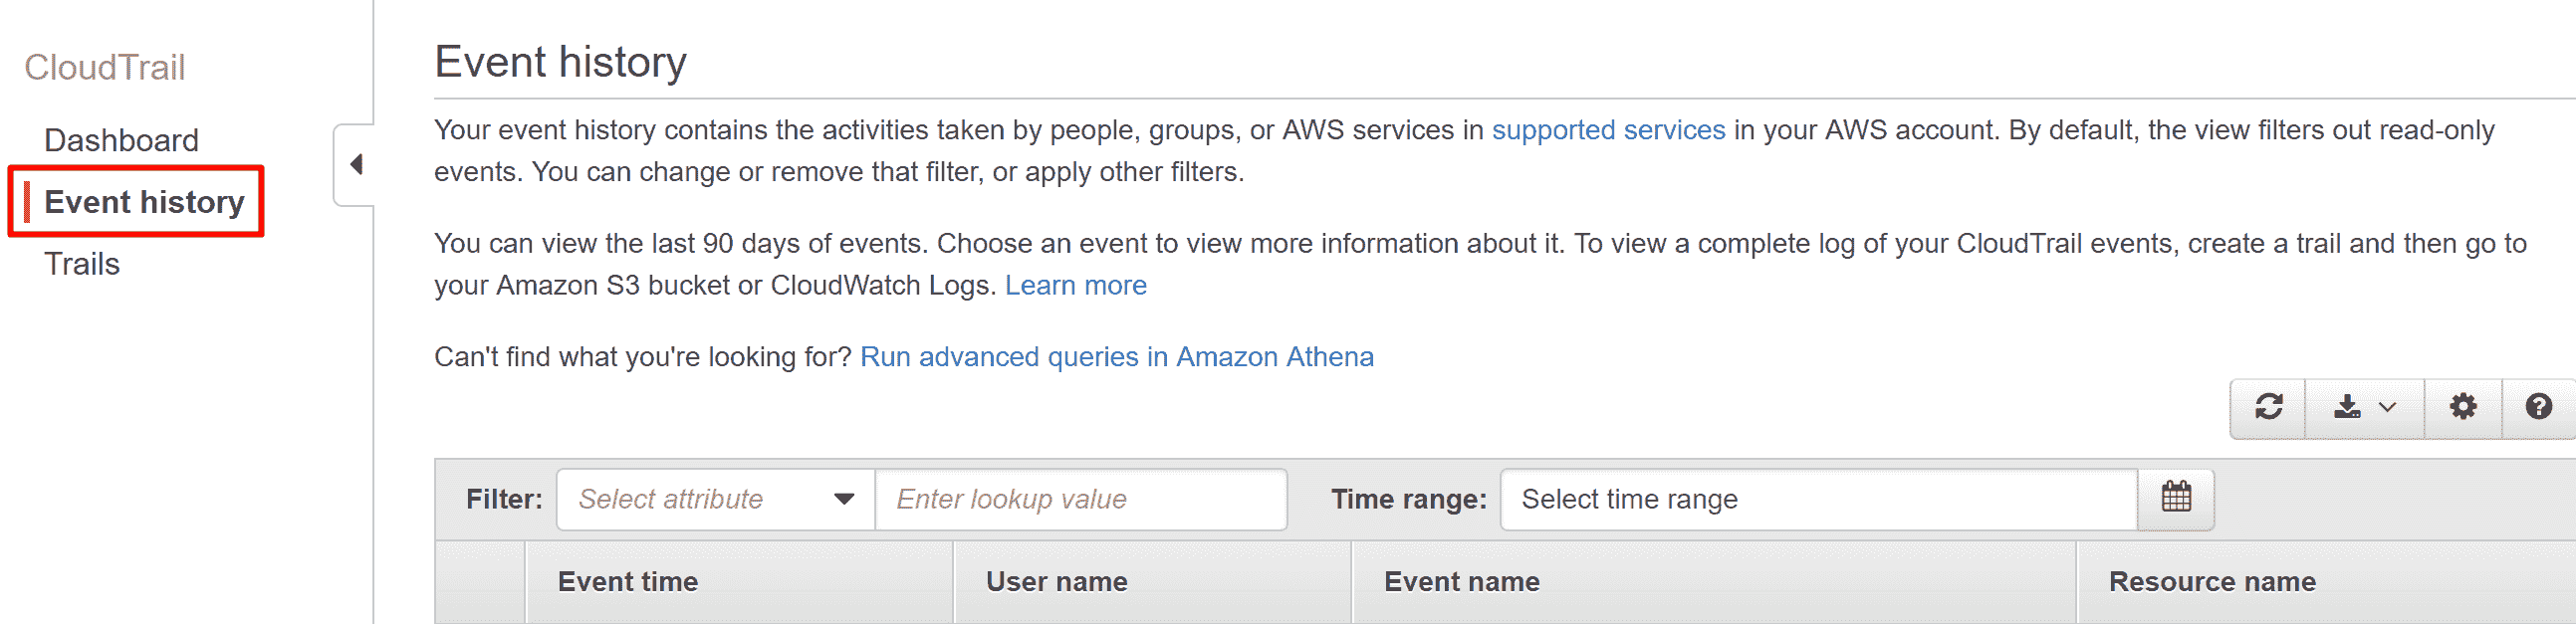 CloudTrail
Dashboard
Event history
Trails
Event history
Your event history contains the activities taken by people, groups, or AWS services in supported services in your AWS account. By default, the view filters out read-only
events. You can change or remove that filter, or apply other filters.
You can view the last 90 days of events. Choose an event to view more information about it. To view a complete log of your CloudTrail events, create a trail and then go to
your Amazon S3 bucket or CloudWatch Logs. Learn more
Can't find what you're looking for? Run advanced queries in Amazon Athena
Filter: Select attribute Enter lookup value Time range: Select time range
Event time User name Event name Resource name